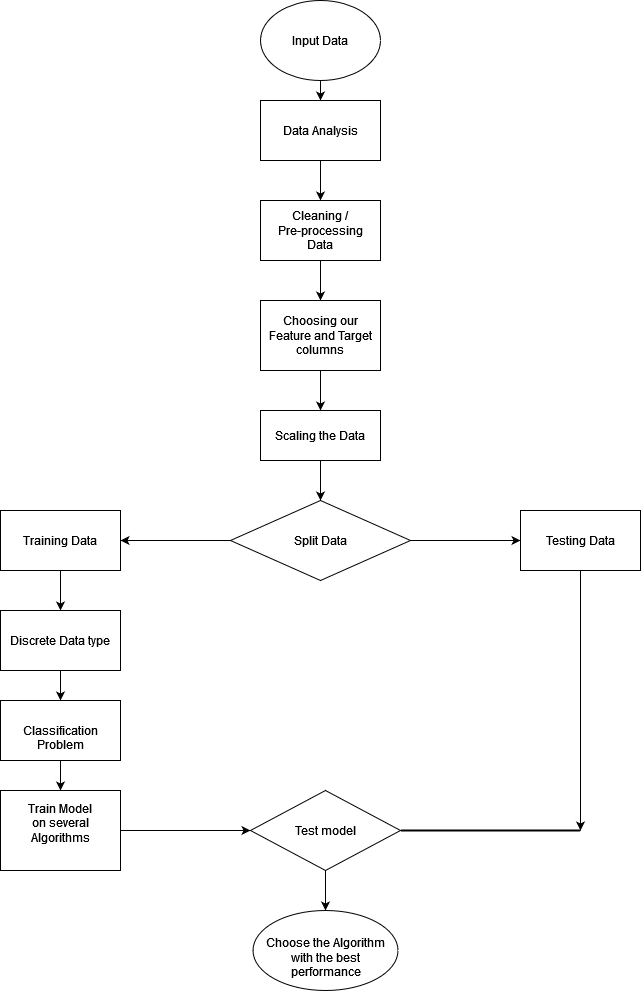 Input Data
Data Analysis
Cleaning /
Pre-processing
Data
Choosing our
Feature and Target
columns
Scaling the Data
Training Data
Split Data
Testing Data
Discrete Data type
Classification
Problem
Train Model
on several
Algorithms
Test model
Choose the Algorithm
with the best
performance